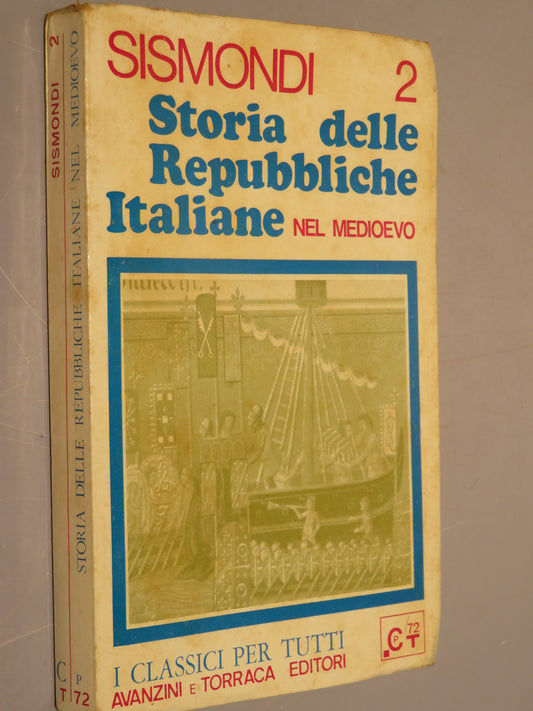 SISMONDI 2
Storia delle
Repubbliche
Italiane NEL MEDIOEVO
I CLASSICI PER TUTTI
AVANZINI E TORRACA EDITORI
CPT/72
SISMONDI 2
STORIA DELLE REPUBBLICHE ITALIANE NEL MEDIOEVO
C P
T 72